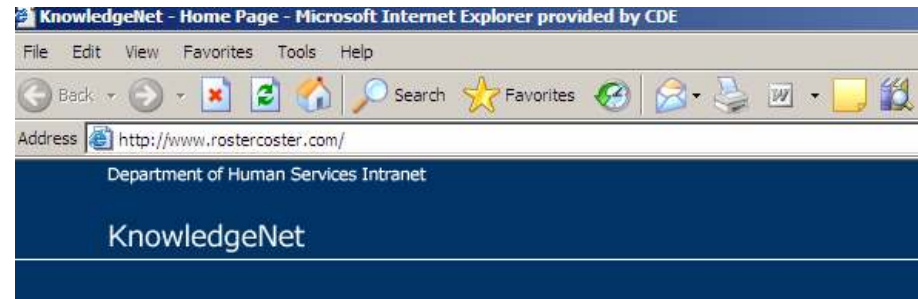 KnowledgeNet - Home Page - Microsoft Internet Explorer provided by CDE
File Edit View Favorites Tools Help
Back Search Favorites W
Address http://www.rostercoster.com/
Department of Human Services Intranet
KnowledgeNet